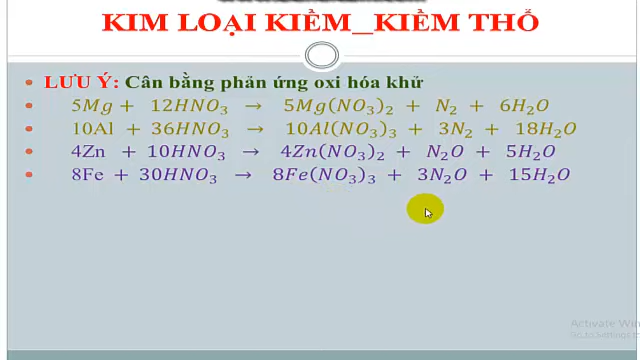 KIM LOẠI KIỀM_KIỀM THỔ
LƯU Ý: Cân bằng phản ứng oxi hóa khử
5Mg + 12HNO₃ → 5Mg(NO₃)₂ + N₂ + 6H₂O
10Al + 36HNO₃ → 10Al(NO₃)₃ + 3N₂ + 18H₂O
4Zn + 10HNO₃ → 4Zn(NO₃)₂ + N₂O + 5H₂O
8Fe + 30HNO₃ → 8Fe(NO₃)₃ + 3N₂O + 15H₂O
Activate Win